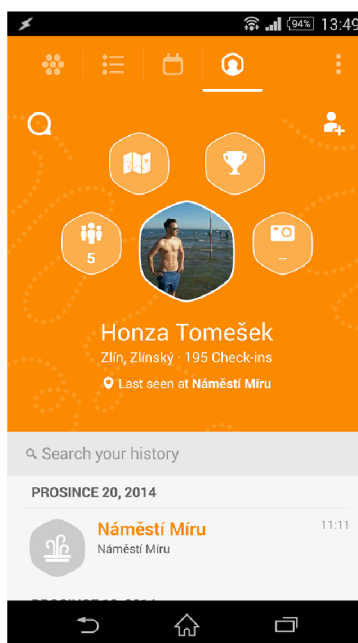 94%
13:49
5
–
Honza Tomešek
Zlín, Zlínský · 195 Check-ins
Last seen at Náměstí Míru
Search your history
PROSINCE 20, 2014
Náměstí Míru
11:11
Náměstí Míru